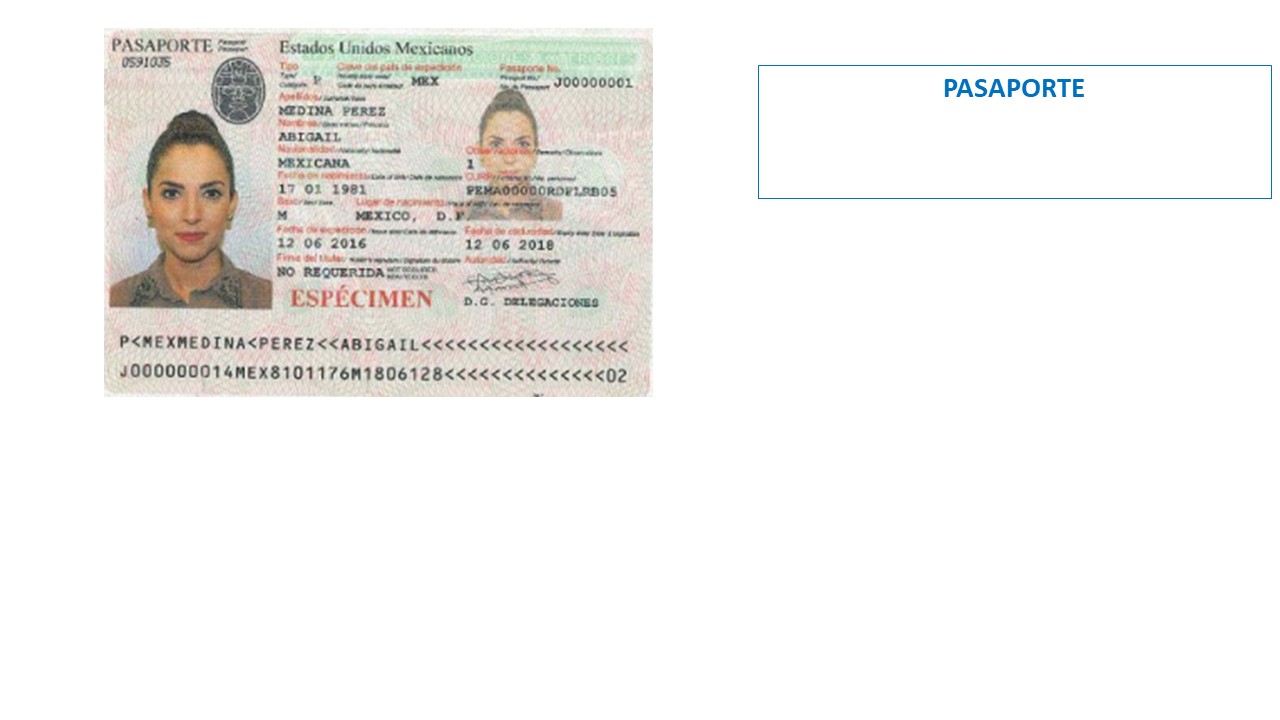 PASAPORTE
0591035
Estados Unidos Mexicanos
Tipo Clave del país de expedición Pasaporte No.
P MEX J00000001
Apellidos
MEDINA PEREZ
Nombres
ABIGAIL
Nacionalidad Observaciones
MEXICANA 1
Fecha de nacimiento CURP
17 01 1981
Sexo Lugar de nacimiento
M MEXICO, D.F.
Fecha de expedición Fecha de caducidad
12 06 2016 12 06 2018
Firma del titular Autoridad
NO REQUERIDA
ESPÉCIMEN
D.G. DELEGACIONES
P<MEXMEDINA<PEREZ<<ABIGAIL<<<<<<<<<<<<<<<<<<
J000000014MEX8101176M1806128<<<<<<<<<<<<<<02
PASAPORTE